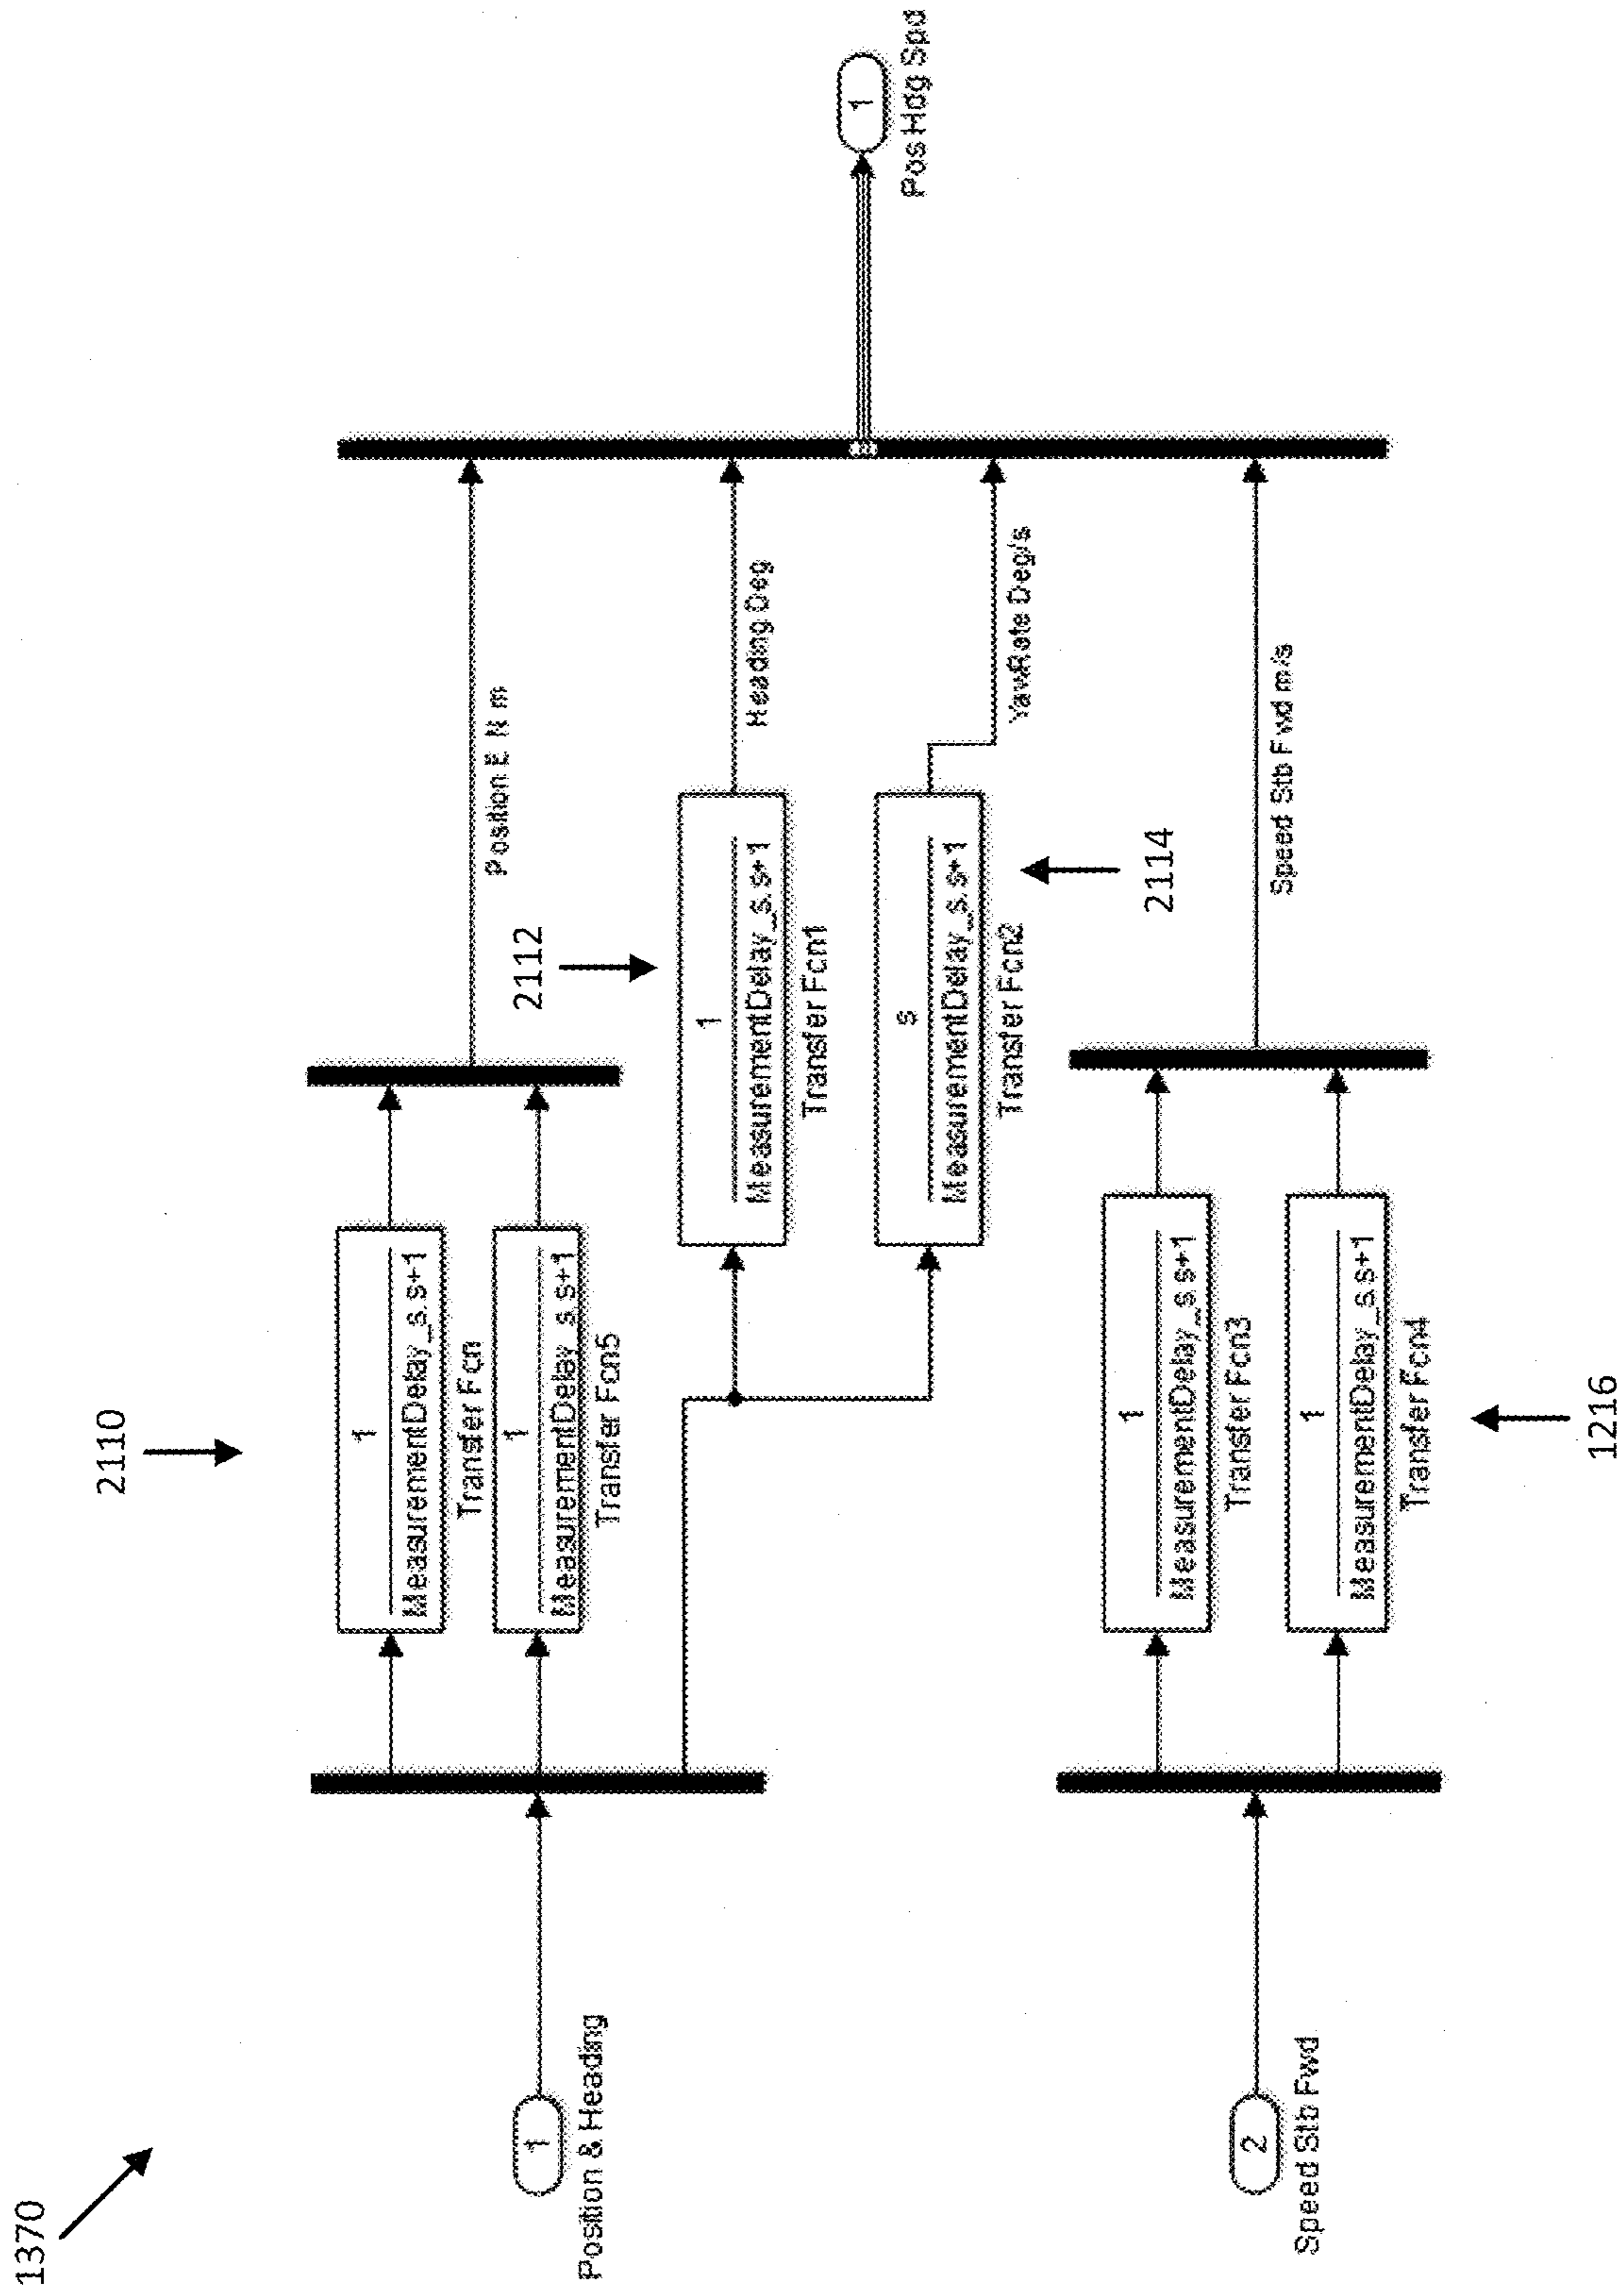 1370
2110
1
MeasurementDelay_s.s+1
Transfer Fcn
1
MeasurementDelay_s.s+1
Transfer Fcn5
Position E N m
1
Position & Heading
2112
1
MeasurementDelay_s.s+1
Transfer Fcn1
Heading Deg
s
MeasurementDelay_s.s+1
Transfer Fcn2
YawRate Deg/s
2114
1
Pos Hdg Spd
1
MeasurementDelay_s.s+1
Transfer Fcn3
1
MeasurementDelay_s.s+1
Transfer Fcn4
Speed Stb Fwd m/s
2
Speed Stb Fwd
1216